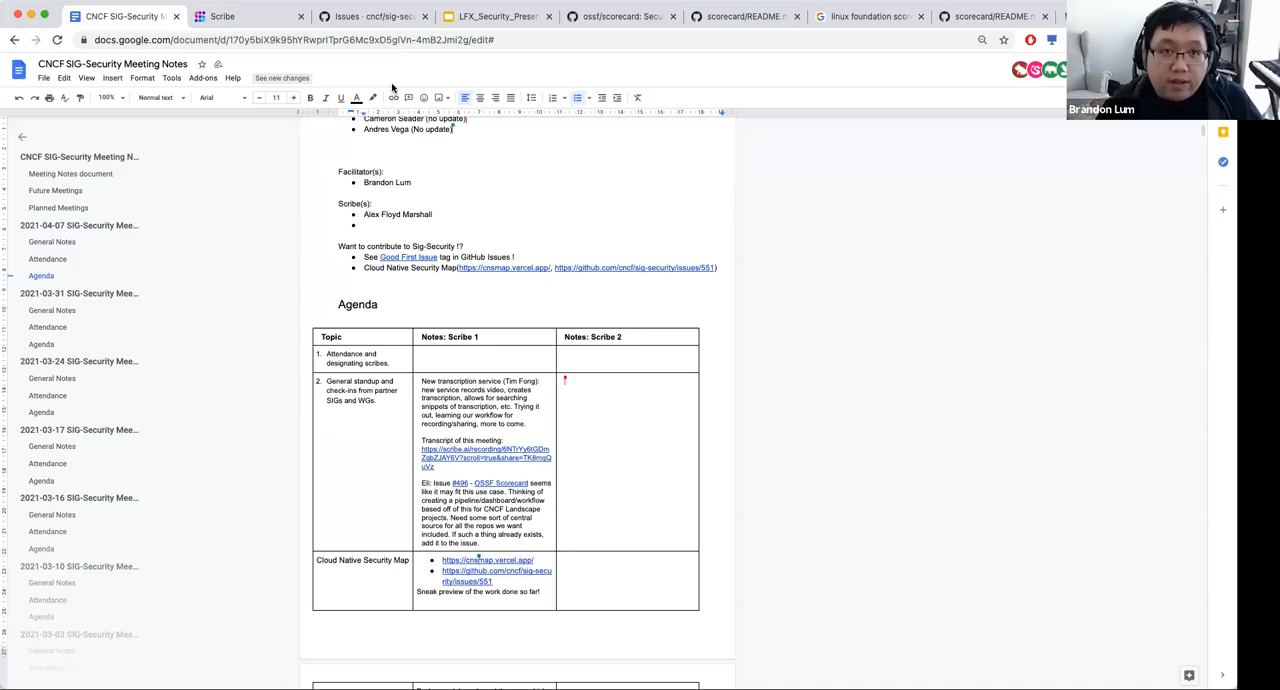 CNCF SIG-Security Meeting Notes
Scribe
Issues · cncf/sig-secu
LFX_Security_Presen
ossf/scorecard: Secu
scorecard/README.m
linux foundation scor
scorecard/README.m
docs.google.com/document/d/170y5biX9k95hYRwprlTprG6Mc9xD5glVn-4mB2Jmi2g/edit#
CNCF SIG-Security Meeting Notes
File Edit View Insert Format Tools Add-ons Help See new changes
100% Normal text Arial 11
Brandon Lum
CNCF SIG-Security Meeting N...
Meeting Notes document
Future Meetings
Planned Meetings
2021-04-07 SIG-Security Mee...
General Notes
Attendance
Agenda
2021-03-31 SIG-Security Mee...
General Notes
Attendance
Agenda
2021-03-24 SIG-Security Mee...
General Notes
Attendance
Agenda
2021-03-17 SIG-Security Mee...
General Notes
Attendance
Agenda
2021-03-16 SIG-Security Mee...
General Notes
Attendance
Agenda
2021-03-10 SIG-Security Mee...
General Notes
Attendance
Agenda
2021-03-03 SIG-Security Mee...
General Notes
Attendance
Cameron Seader (no update)
Andres Vega (No update)
Facilitator(s):
Brandon Lum
Scribe(s):
Alex Floyd Marshall
Want to contribute to Sig-Security !?
See Good First Issue tag in GitHub Issues !
Cloud Native Security Map(https://cnsmap.vercel.app/, https://github.com/cncf/sig-security/issues/551)
Agenda
Topic
Notes: Scribe 1
Notes: Scribe 2
1. Attendance and
designating scribes.
2. General standup and
check-ins from partner
SIGs and WGs.
New transcription service (Tim Fong):
new service records video, creates
transcription, allows for searching
snippets of transcription, etc. Trying it
out, learning our workflow for
recording/sharing, more to come.
Transcript of this meeting:
https://scribe.ai/recording/6NTrYy6tGDm
ZqbZJAY6V?scroll=true&share=TK8mqQ
uVz
Eli: Issue #496 - OSSF Scorecard seems
like it may fit this use case. Thinking of
creating a pipeline/dashboard/workflow
based off of this for CNCF Landscape
projects. Need some sort of central
source for all the repos we want
included. If such a thing already exists,
add it to the issue.
Cloud Native Security Map
https://cnsmap.vercel.app/
https://github.com/cncf/sig-secu
rity/issues/551
Sneak preview of the work done so far!